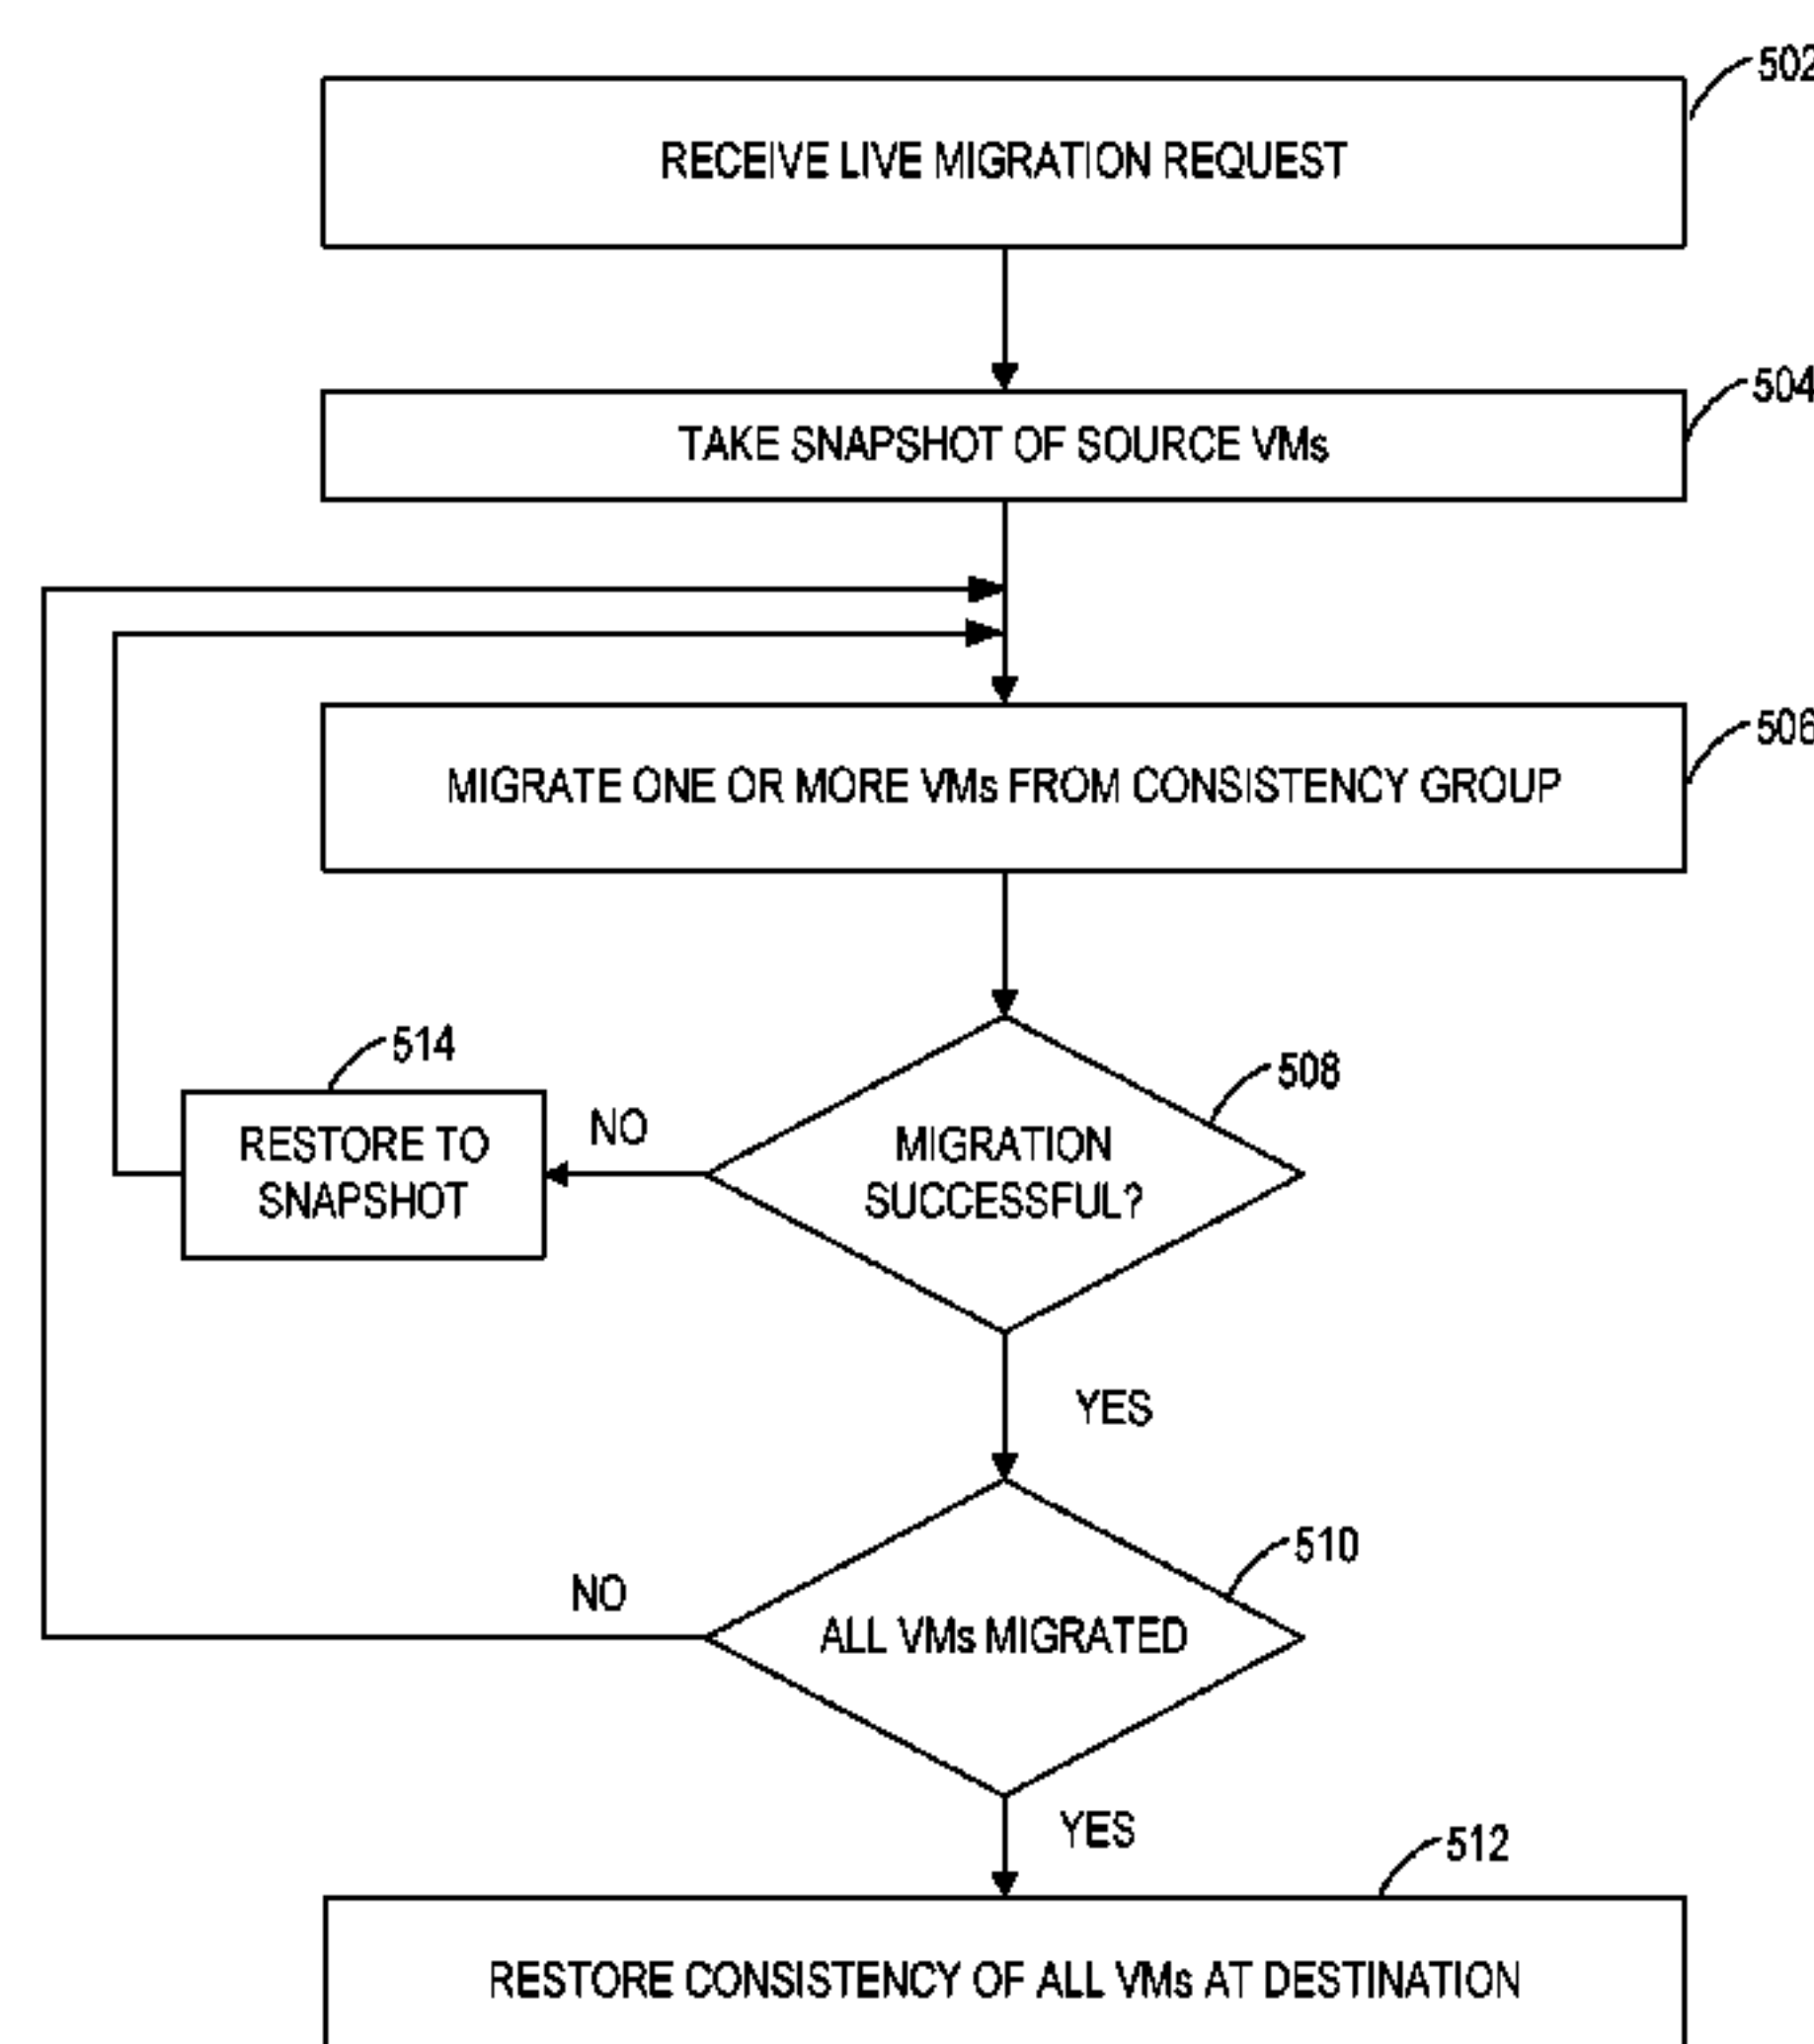 502
RECEIVE LIVE MIGRATION REQUEST
504
TAKE SNAPSHOT OF SOURCE VMs
506
MIGRATE ONE OR MORE VMs FROM CONSISTENCY GROUP
514
508
RESTORE TO
SNAPSHOT
NO
MIGRATION
SUCCESSFUL?
YES
510
NO
ALL VMs MIGRATED
YES
512
RESTORE CONSISTENCY OF ALL VMs AT DESTINATION